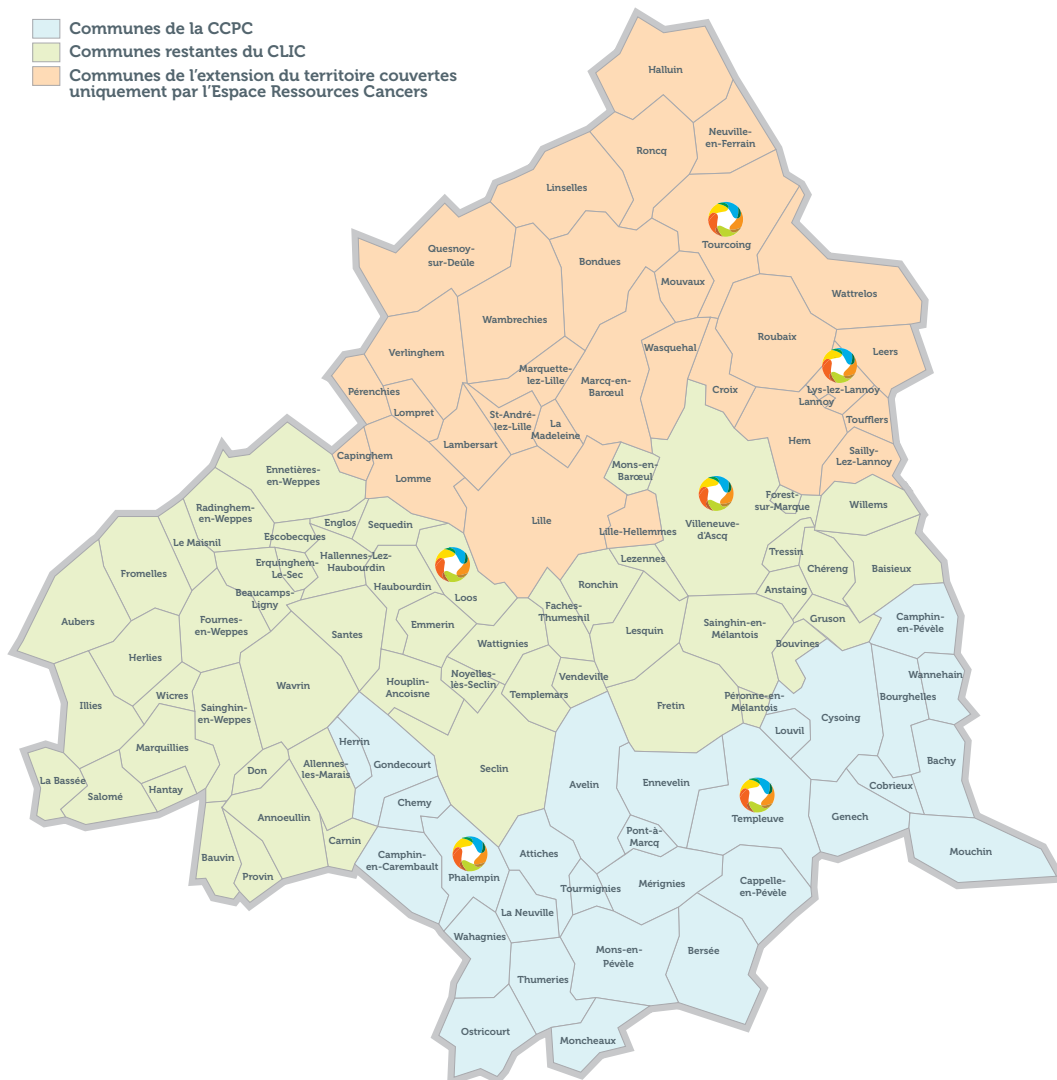 Communes de la CCPC
Communes restantes du CLIC
Communes de l'extension du territoire couvertes
uniquement par l'Espace Ressources Cancers
Halluin
Neuville-
en-Ferrain
Roncq
Linselles
Tourcoing
Quesnoy-
sur-Deûle
Bondues
Mouvaux
Wattrelos
Wambrechies
Roubaix
Wasquehal
Verlinghem
Leers
Marquette-
lez-Lille
Marcq-en-
Barœul
Pérenchies
Croix
Lys-lez-Lannoy
Lannoy
Lompret
St-André-
lez-Lille
La
Madeleine
Toufflers
Lambersart
Hem
Capinghem
Sailly-
Lez-Lannoy
Lomme
Mons-en-
Barœul
Ennetières-
en-Weppes
Lille
Lille-Hellemmes
Villeneuve-
d'Ascq
Forest-
sur-Marque
Willems
Radinghem-
en-Weppes
Englos
Sequedin
Escobecques
Le Maisnil
Hallennes-Lez-
Haubourdin
Erquinghem-
Le-Sec
Fromelles
Lezennes
Tressin
Chéreng
Baisieux
Haubourdin
Loos
Ronchin
Anstaing
Beaucamps-
Ligny
Faches-
Thumesnil
Aubers
Fournes-
en-Weppes
Emmerin
Santes
Wattignies
Lesquin
Sainghin-en-
Mélantois
Gruson
Camphin-
en-Pévèle
Bouvines
Herlies
Wavrin
Houplin-
Ancoisne
Noyelles-
lès-Seclin
Templemars
Vendeville
Wannehain
Wicres
Illies
Sainghin-
en-Weppes
Fretin
Péronne-en-
Mélantois
Bourghelles
Cysoing
Louvil
Marquillies
Herrin
Gondecourt
Allennes-
les-Marais
Don
Seclin
Avelin
Ennevelin
Bachy
La Bassée
Salomé
Hantay
Cobrieux
Chemy
Annoeullin
Templeuve
Genech
Carnin
Pont-à-
Marcq
Bauvin
Provin
Camphin-
en-Carembault
Phalempin
Attiches
Mouchin
Tourmignies
Mérignies
Cappelle-
en-Pévèle
La Neuville
Wahagnies
Mons-en-
Pévèle
Bersée
Thumeries
Ostricourt
Moncheaux